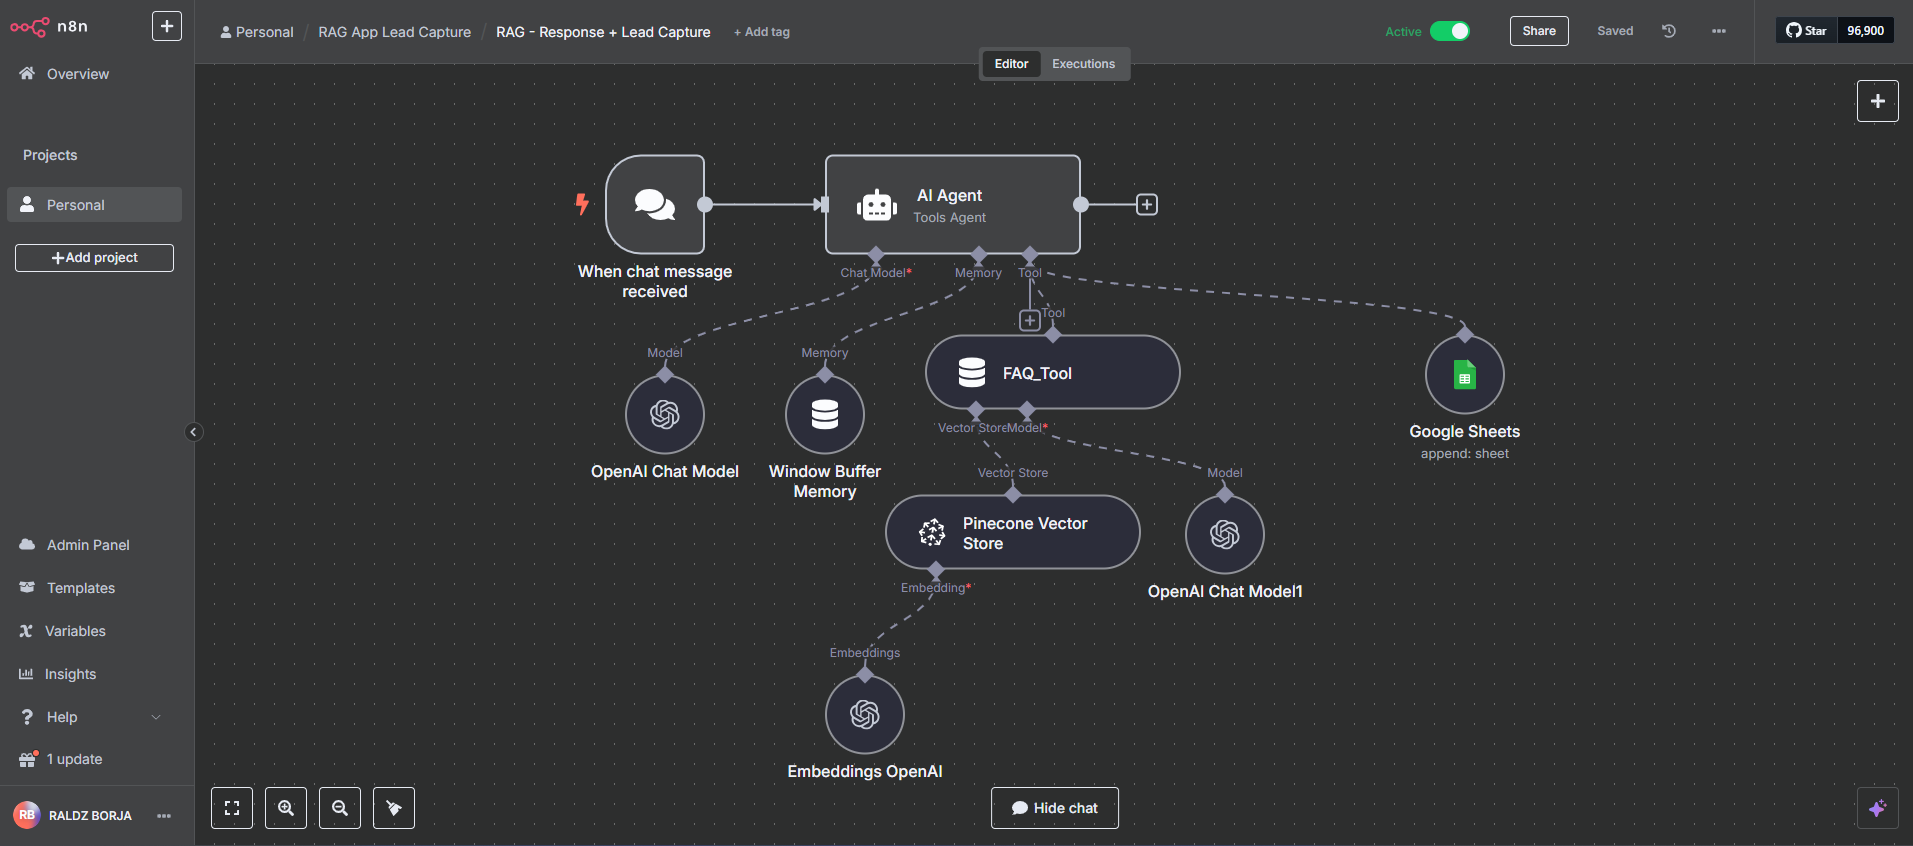 n8n
Overview
Projects
Personal
Add project
Admin Panel
Templates
Variables
Insights
Help
1 update
RB
RALDZ BORJA
Personal / RAG App Lead Capture / RAG - Response + Lead Capture + Add tag
Active
Share
Saved
Star 96,900
Editor Executions
When chat message
received
AI Agent
Tools Agent
Chat Model*
Memory
Tool
Tool
Model
OpenAI Chat Model
Memory
Window Buffer
Memory
FAQ_Tool
Vector Store
Model*
Google Sheets
append: sheet
Vector Store
Pinecone Vector
Store
Model
OpenAI Chat Model1
Embedding*
Embeddings
Embeddings OpenAI
Hide chat